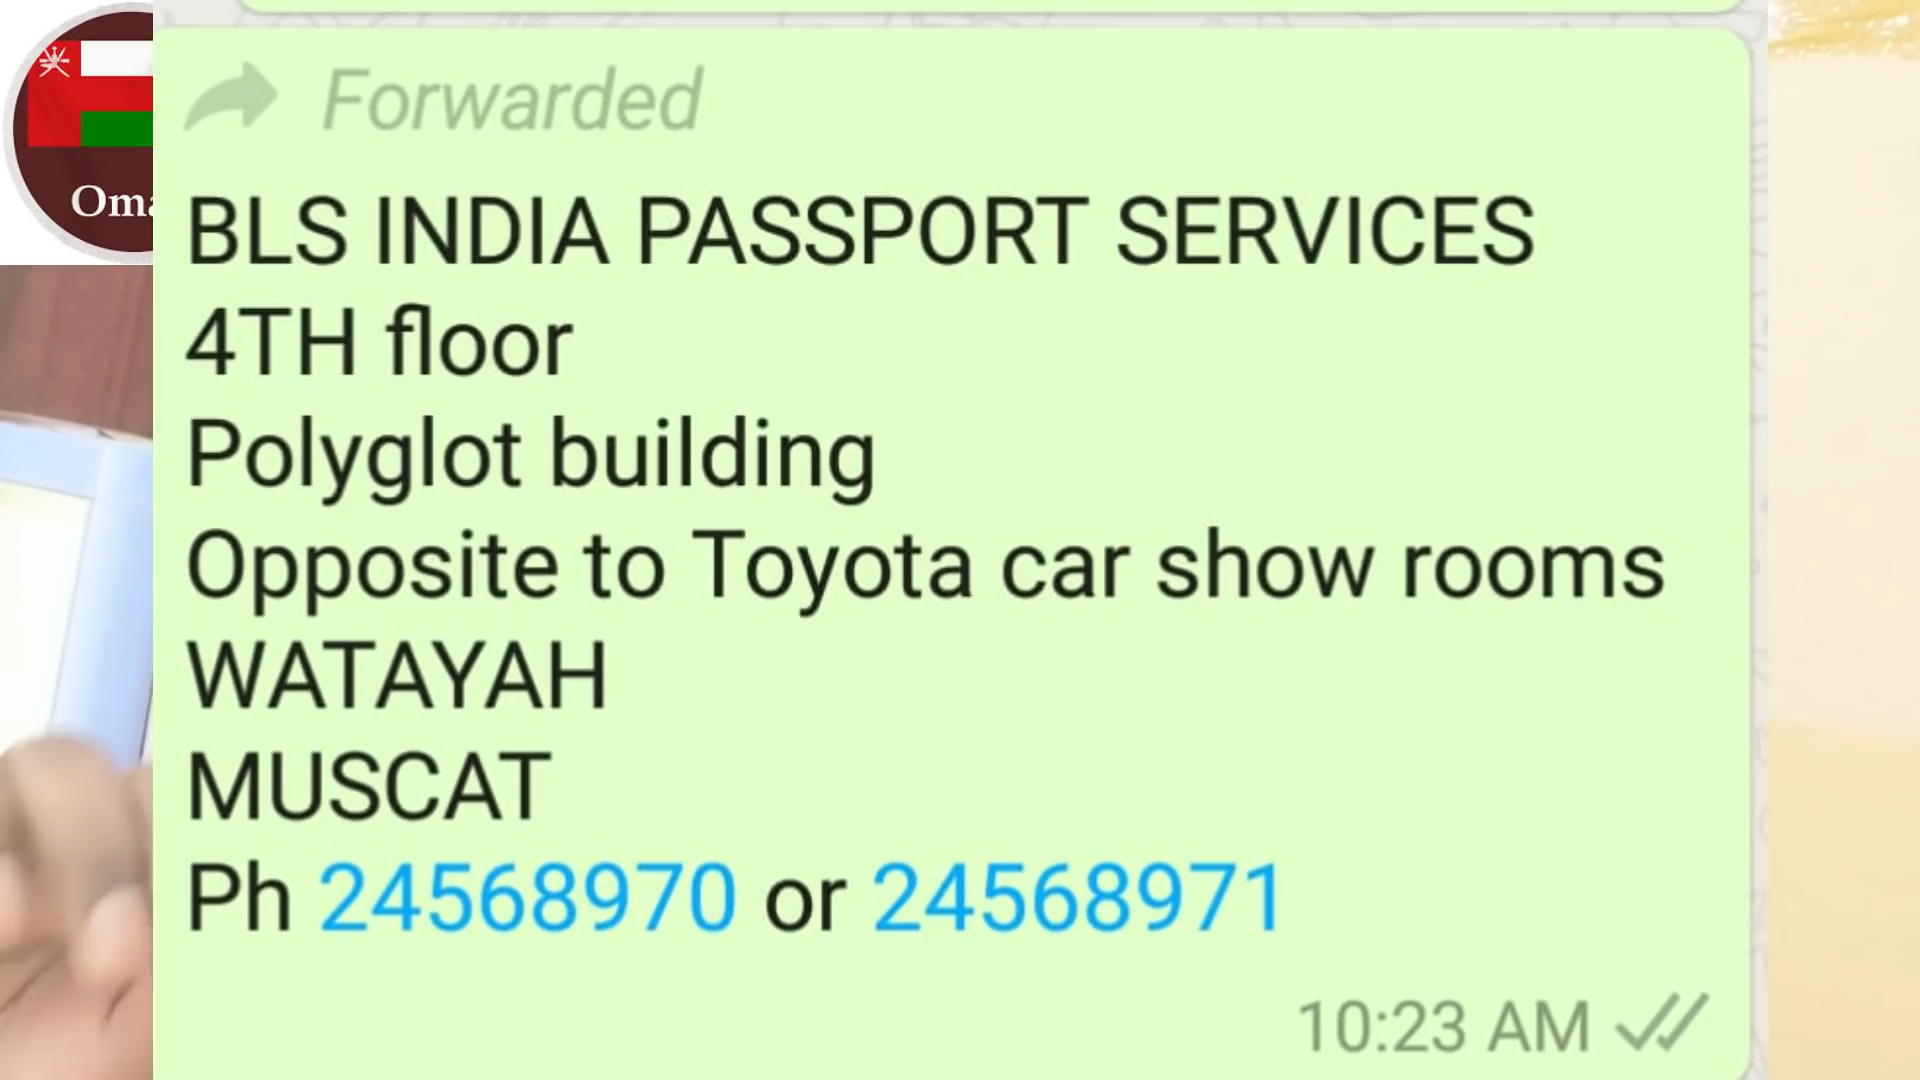 Forwarded
BLS INDIA PASSPORT SERVICES
4TH floor
Polyglot building
Opposite to Toyota car show rooms
WATAYAH
MUSCAT
Ph 24568970 or 24568971
10:23 AM